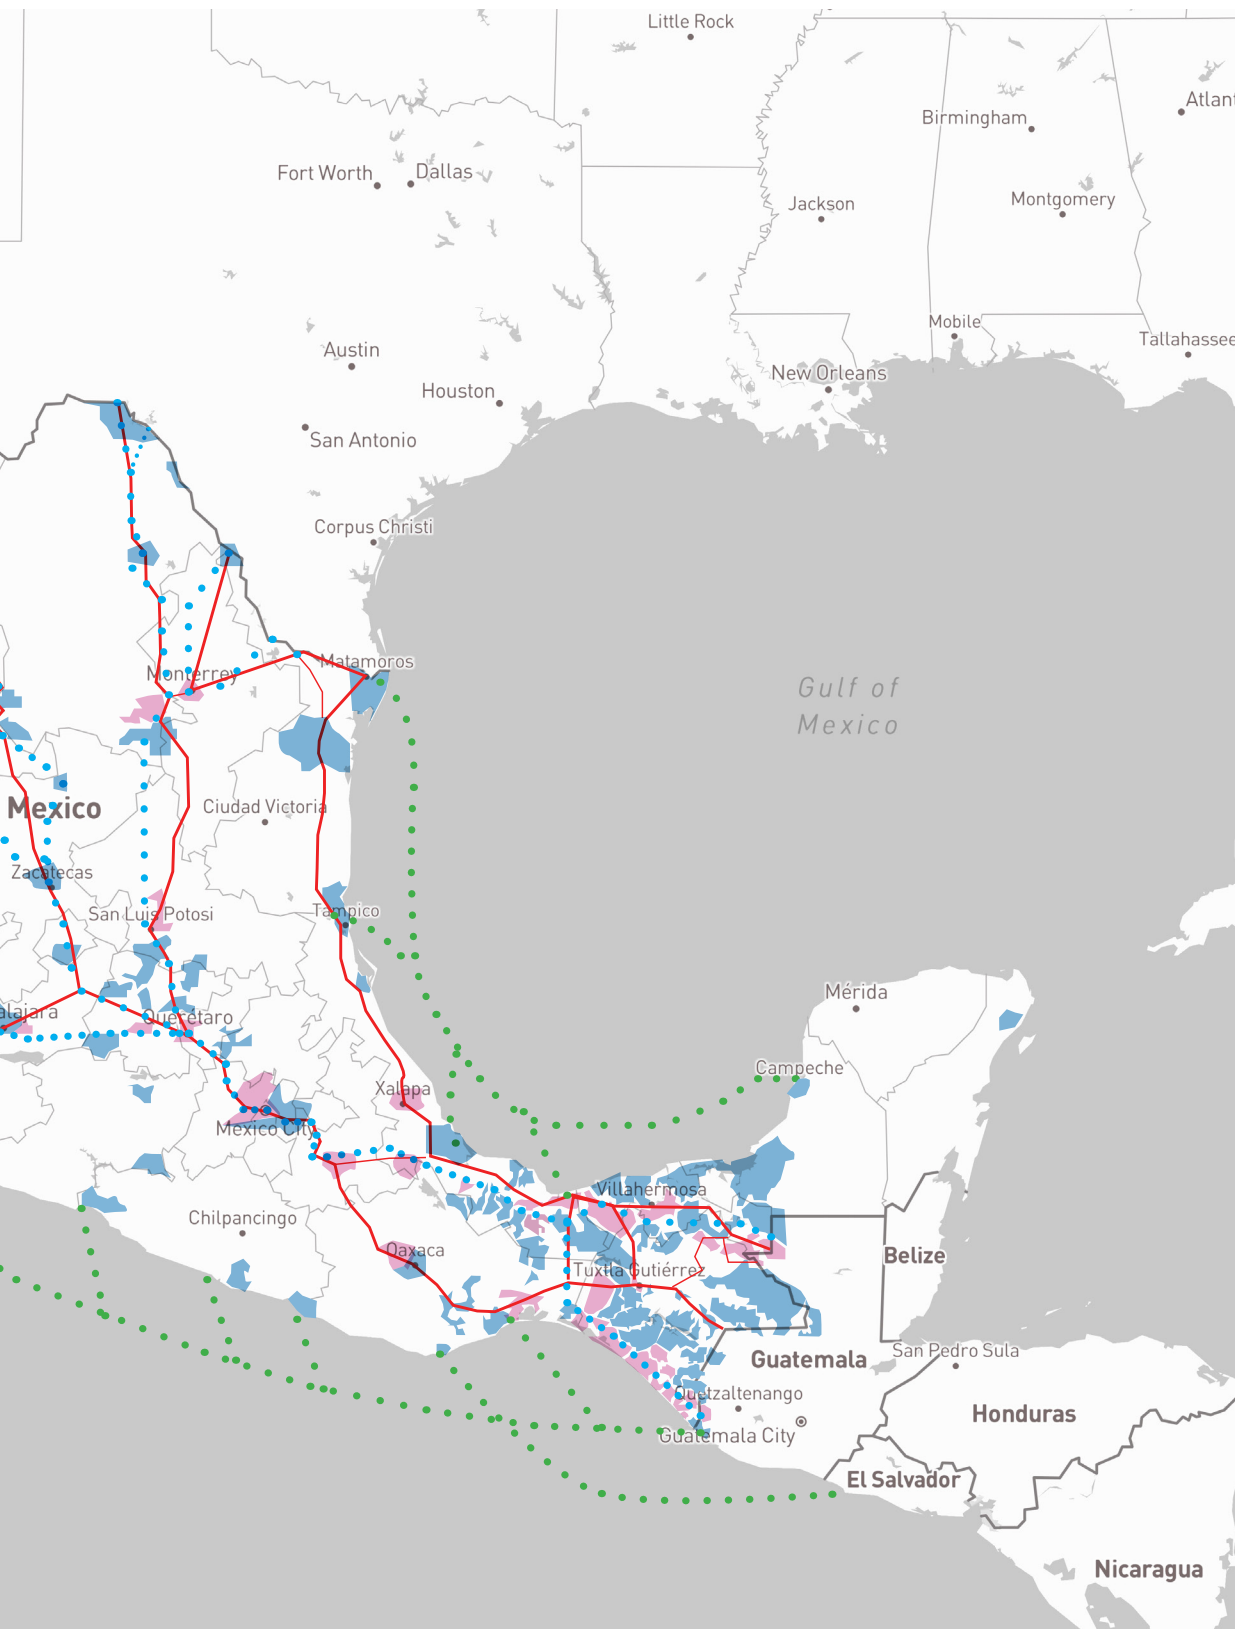 Little Rock
Atlan
Birmingham
Fort Worth
Dallas
Jackson
Montgomery
Mobile
Tallahassee
Austin
New Orleans
Houston
San Antonio
Corpus Christi
Matamoros
Monterrey
Gulf of
Mexico
Mexico
Ciudad Victoria
Zacatecas
San Luis Potosi
Tampico
Mérida
alajara
Querétaro
Campeche
Xalapa
Mexico City
Villahermosa
Chilpancingo
Oaxaca
Belize
Tuxtla Gutiérrez
Guatemala
San Pedro Sula
Quetzaltenango
Honduras
Guatemala City
El Salvador
Nicaragua